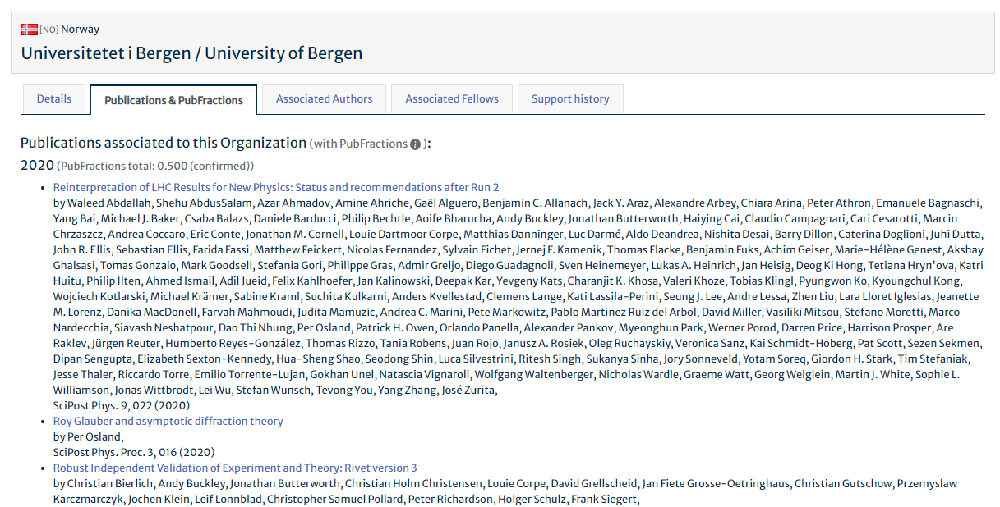 [NO] Norway
Universitetet i Bergen / University of Bergen
Details
Publications & PubFractions
Associated Authors
Associated Fellows
Support history
Publications associated to this Organization (with PubFractions i ):
2020 (PubFractions total: 0.500 (confirmed))
• Reinterpretation of LHC Results for New Physics: Status and recommendations after Run 2
by Waleed Abdallah, Shehu AbdusSalam, Azar Ahmadov, Amine Ahriche, Gaël Alguero, Benjamin C. Allanach, Jack Y. Araz, Alexandre Arbey, Chiara Arina, Peter Athron, Emanuele Bagnaschi,
Yang Bai, Michael J. Baker, Csaba Balazs, Daniele Barducci, Philip Bechtle, Aoife Bharucha, Andy Buckley, Jonathan Butterworth, Haiying Cai, Claudio Campagnari, Cari Cesarotti, Marcin
Chrzaszcz, Andrea Coccaro, Eric Conte, Jonathan M. Cornell, Louie Dartmoor Corpe, Matthias Danninger, Luc Darmé, Aldo Deandrea, Nishita Desai, Barry Dillon, Caterina Doglioni, Juhi Dutta,
John R. Ellis, Sebastian Ellis, Farida Fassi, Matthew Feickert, Nicolas Fernandez, Sylvain Fichet, Jernej F. Kamenik, Thomas Flacke, Benjamin Fuks, Achim Geiser, Marie-Hélène Genest, Akshay
Ghalsasi, Tomas Gonzalo, Mark Goodsell, Stefania Gori, Philippe Gras, Admir Greljo, Diego Guadagnoli, Sven Heinemeyer, Lukas A. Heinrich, Jan Heisig, Deog Ki Hong, Tetiana Hryn'ova, Katri
Huitu, Philip Ilten, Ahmed Ismail, Adil Jueid, Felix Kahlhoefer, Jan Kalinowski, Deepak Kar, Yevgeny Kats, Charanjit K. Khosa, Valeri Khoze, Tobias Klingl, Pyungwon Ko, Kyoungchul Kong,
Wojciech Kotlarski, Michael Krämer, Sabine Kraml, Suchita Kulkarni, Anders Kvellestad, Clemens Lange, Kati Lassila-Perini, Seung J. Lee, Andre Lessa, Zhen Liu, Lara Lloret Iglesias, Jeanette
M. Lorenz, Danika MacDonell, Farvah Mahmoudi, Judita Mamuzic, Andrea C. Marini, Pete Markowitz, Pablo Martinez Ruiz del Arbol, David Miller, Vasiliki Mitsou, Stefano Moretti, Marco
Nardecchia, Siavash Neshatpour, Dao Thi Nhung, Per Osland, Patrick H. Owen, Orlando Panella, Alexander Pankov, Myeonghun Park, Werner Porod, Darren Price, Harrison Prosper, Are
Raklev, Jürgen Reuter, Humberto Reyes-González, Thomas Rizzo, Tania Robens, Juan Rojo, Janusz A. Rosiek, Oleg Ruchayskiy, Veronica Sanz, Kai Schmidt-Hoberg, Pat Scott, Sezen Sekmen,
Dipan Sengupta, Elizabeth Sexton-Kennedy, Hua-Sheng Shao, Seodong Shin, Luca Silvestrini, Ritesh Singh, Sukanya Sinha, Jory Sonneveld, Yotam Soreq, Giordon H. Stark, Tim Stefaniak,
Jesse Thaler, Riccardo Torre, Emilio Torrente-Lujan, Gokhan Unel, Natascia Vignaroli, Wolfgang Waltenberger, Nicholas Wardle, Graeme Watt, Georg Weiglein, Martin J. White, Sophie L.
Williamson, Jonas Wittbrodt, Lei Wu, Stefan Wunsch, Tevong You, Yang Zhang, José Zurita,
SciPost Phys. 9, 022 (2020)
• Roy Glauber and asymptotic diffraction theory
by Per Osland,
SciPost Phys. Proc. 3, 016 (2020)
• Robust Independent Validation of Experiment and Theory: Rivet version 3
by Christian Bierlich, Andy Buckley, Jonathan Butterworth, Christian Holm Christensen, Louie Corpe, David Grellscheid, Jan Fiete Grosse-Oetringhaus, Christian Gutschow, Przemyslaw
Karczmarczyk, Jochen Klein, Leif Lonnblad, Christopher Samuel Pollard, Peter Richardson, Holger Schulz, Frank Siegert,